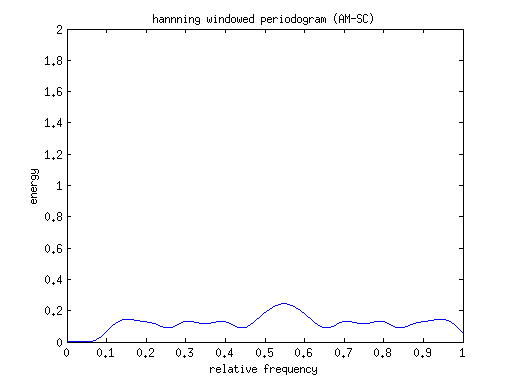 hannning windowed periodogram (AM-SC)
2
1.8
1.6
1.4
1.2
1
0.8
0.6
0.4
0.2
0
energy
0 0.1 0.2 0.3 0.4 0.5 0.6 0.7 0.8 0.9 1
relative frequency